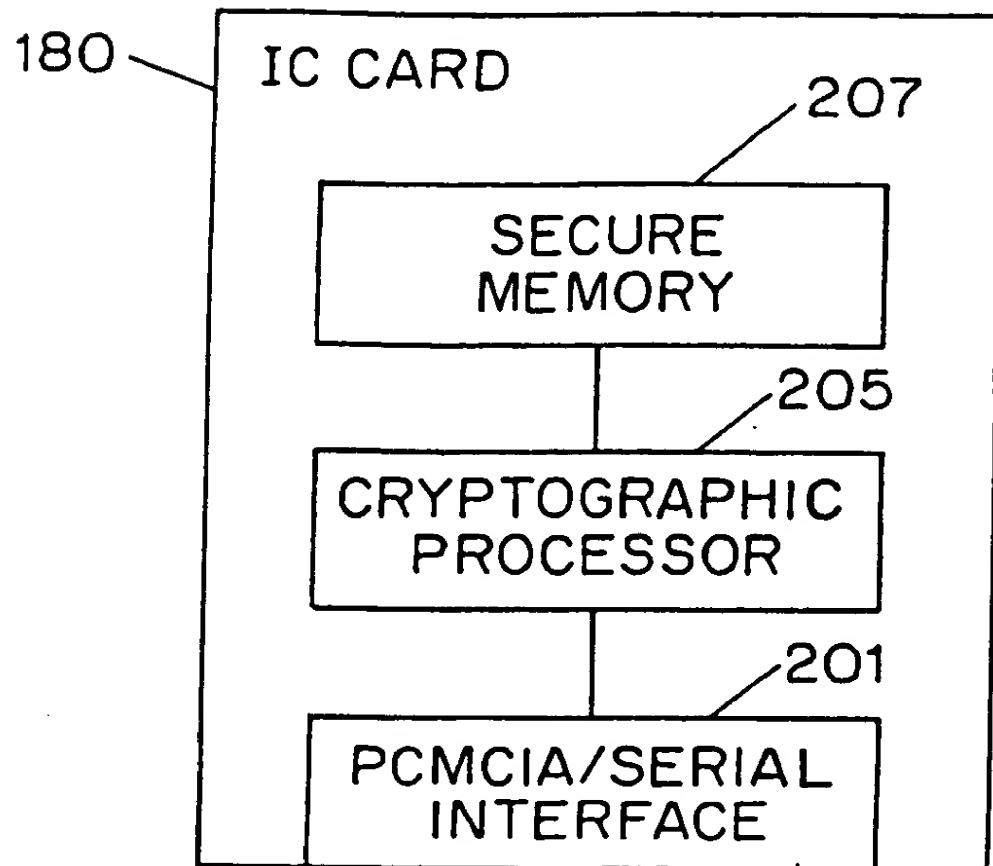 180
IC CARD
207
SECURE
MEMORY
205
CRYPTOGRAPHIC
PROCESSOR
201
PCMCIA/SERIAL
INTERFACE